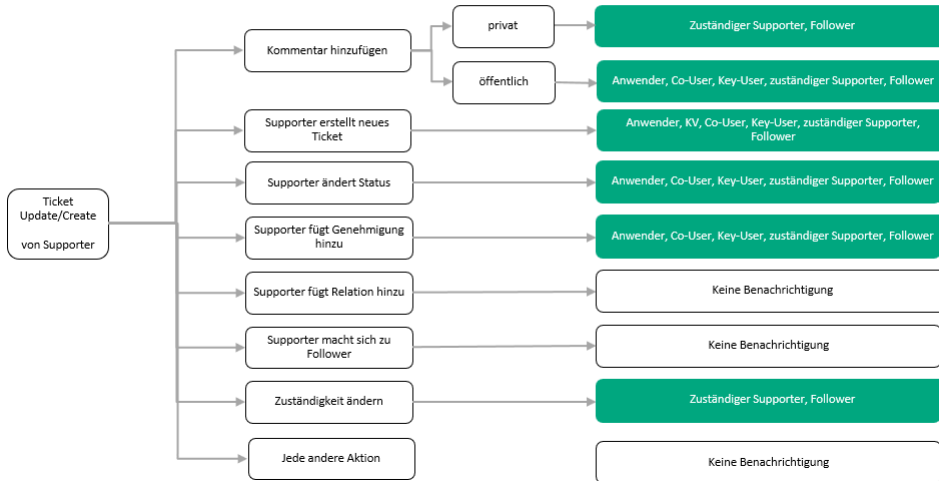 Ticket
Update/Create
von Supporter
Kommentar hinzufügen
privat
Zuständiger Supporter, Follower
öffentlich
Anwender, Co-User, Key-User, zuständiger Supporter, Follower
Supporter erstellt neues
Ticket
Anwender, KV, Co-User, Key-User, zuständiger Supporter,
Follower
Supporter ändert Status
Anwender, Co-User, Key-User, zuständiger Supporter, Follower
Supporter fügt Genehmigung
hinzu
Anwender, Co-User, Key-User, zuständiger Supporter, Follower
Supporter fügt Relation hinzu
Keine Benachrichtigung
Supporter macht sich zu
Follower
Keine Benachrichtigung
Zuständigkeit ändern
Zuständiger Supporter, Follower
Jede andere Aktion
Keine Benachrichtigung